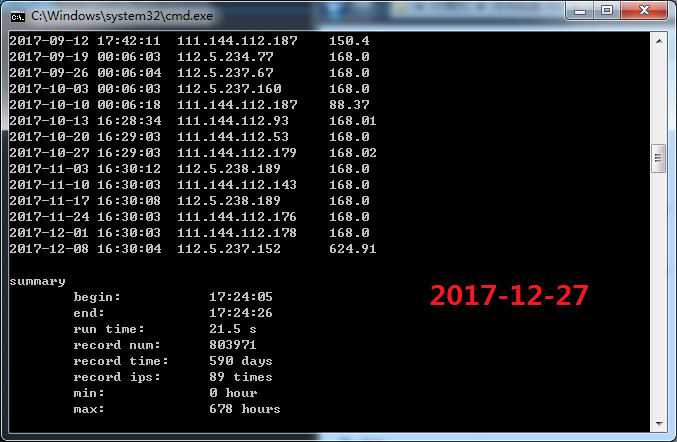 C:\Windows\system32\cmd.exe
2017-09-12 17:42:11 111.144.112.187 150.4
2017-09-19 00:06:03 112.5.234.77 168.0
2017-09-26 00:06:04 112.5.237.67 168.0
2017-10-03 00:06:03 112.5.237.160 168.0
2017-10-10 00:06:18 111.144.112.187 88.37
2017-10-13 16:28:34 111.144.112.93 168.01
2017-10-20 16:29:03 111.144.112.53 168.0
2017-10-27 16:29:03 111.144.112.179 168.02
2017-11-03 16:30:12 112.5.238.189 168.0
2017-11-10 16:30:03 111.144.112.143 168.0
2017-11-17 16:30:08 112.5.238.189 168.0
2017-11-24 16:30:03 111.144.112.176 168.0
2017-12-01 16:30:03 111.144.112.178 168.0
2017-12-08 16:30:04 112.5.237.152 624.91
summary
begin: 17:24:05
end: 17:24:26
run time: 21.5 s
record num: 803971
record time: 590 days
record ips: 89 times
min: 0 hour
max: 678 hours
2017-12-27